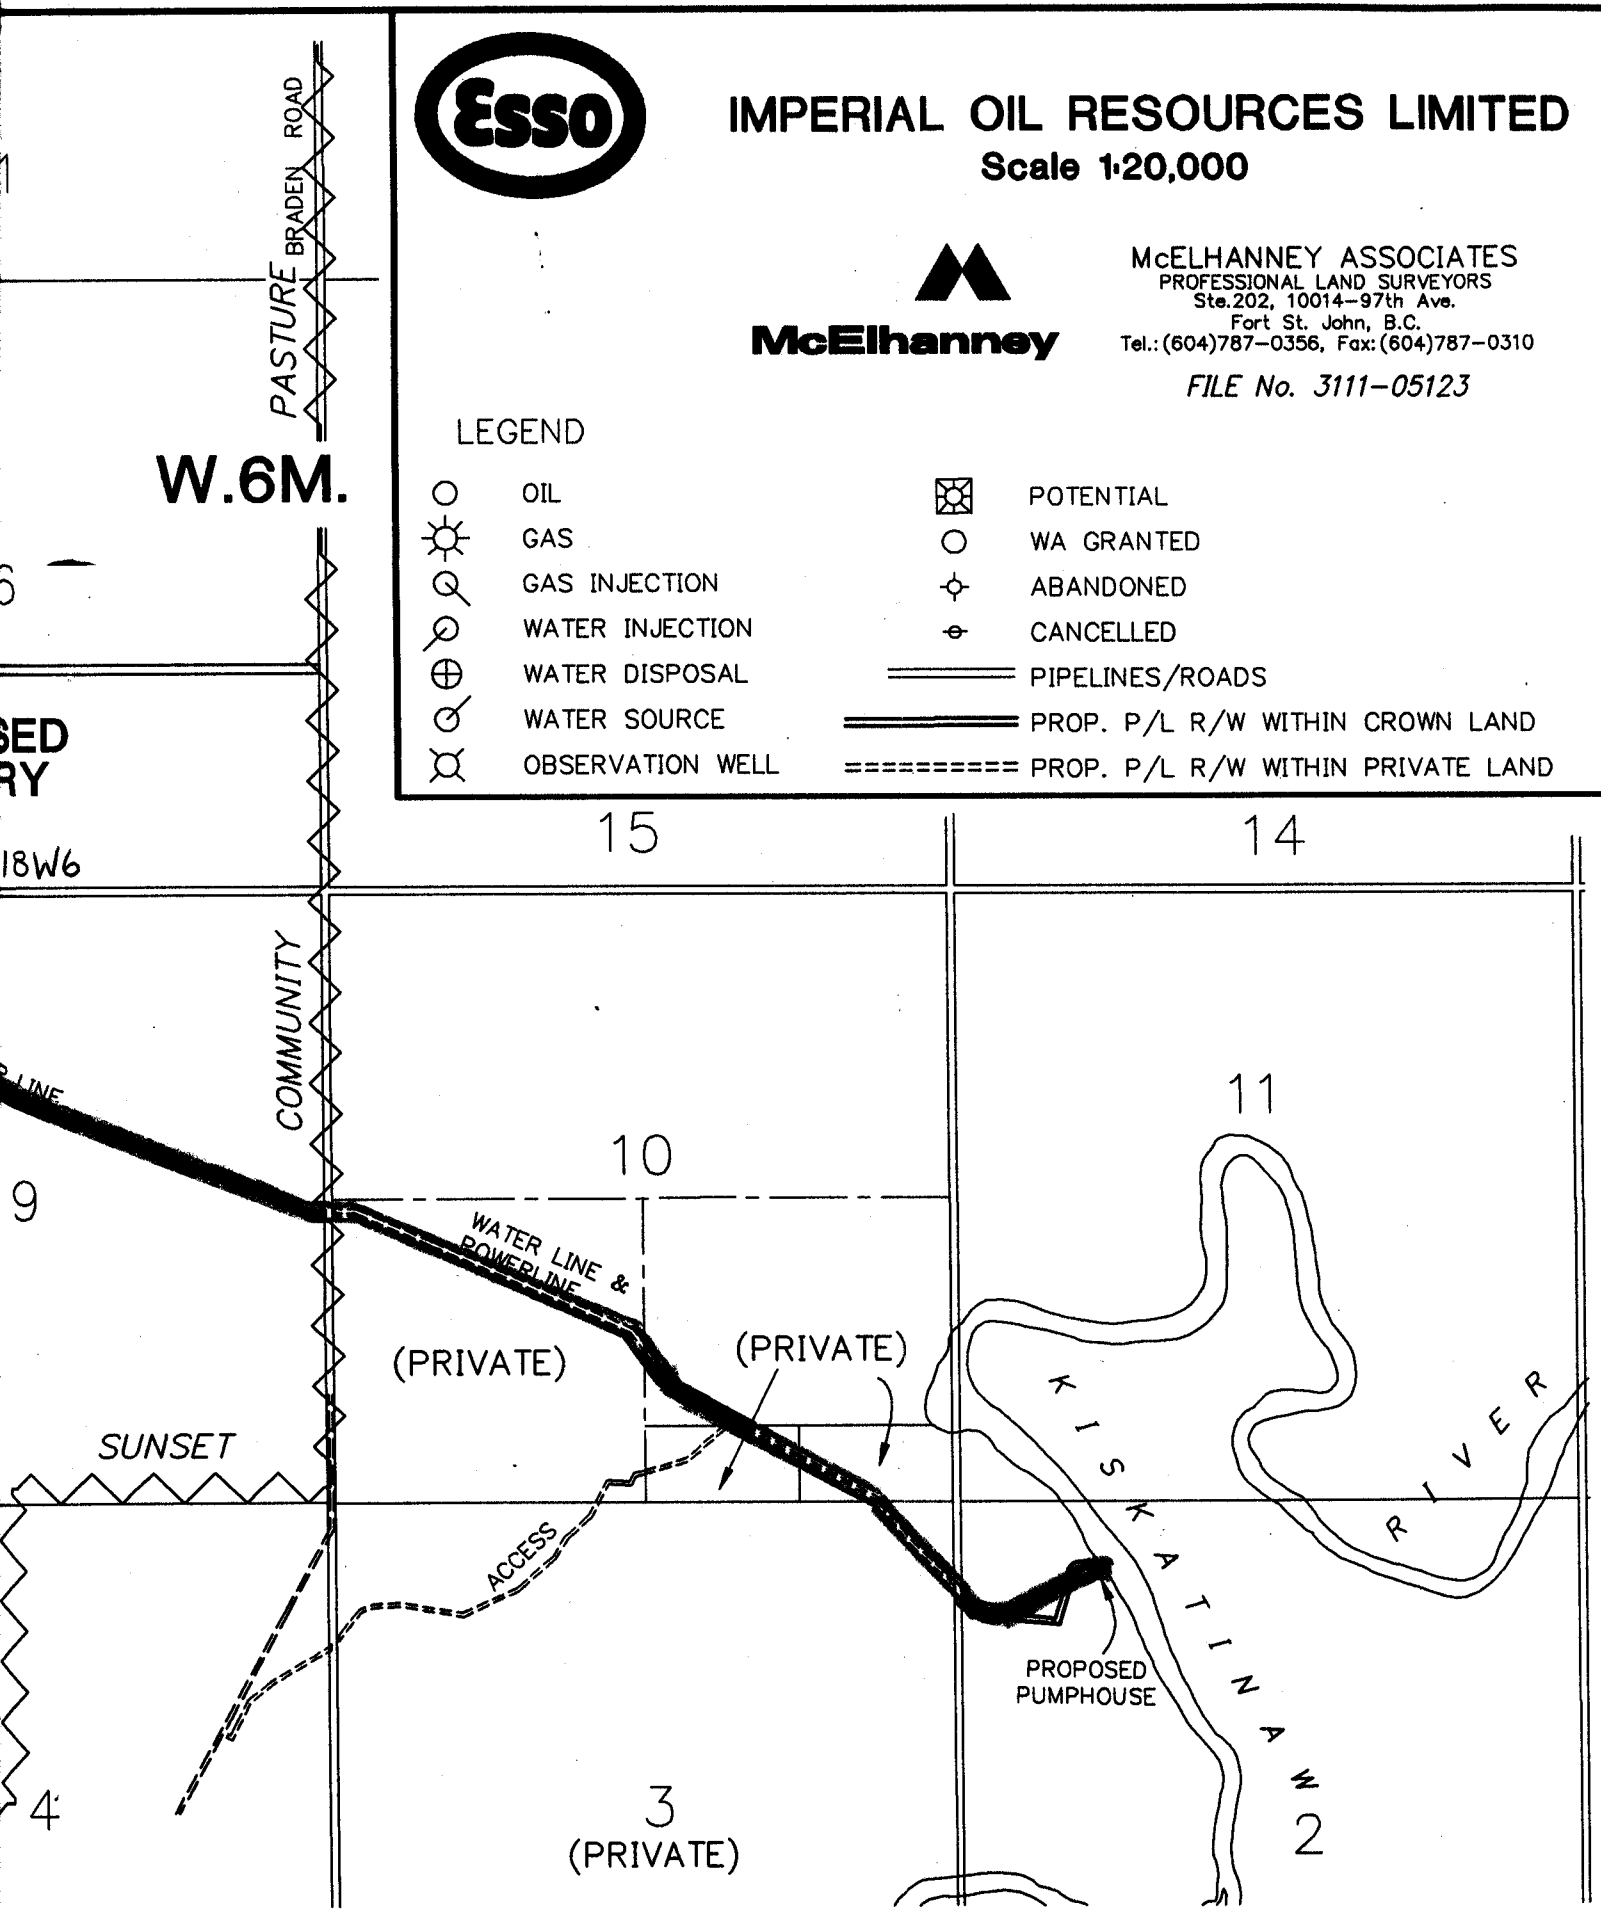 ESSO
IMPERIAL OIL RESOURCES LIMITED
Scale 1:20,000
McElhanney
McELHANNEY ASSOCIATES
PROFESSIONAL LAND SURVEYORS
Ste.202, 10014-97th Ave.
Fort St. John, B.C.
Tel.:(604)787-0356, Fax:(604)787-0310
FILE No. 3111-05123
LEGEND
OIL
GAS
GAS INJECTION
WATER INJECTION
WATER DISPOSAL
WATER SOURCE
OBSERVATION WELL
POTENTIAL
WA GRANTED
ABANDONED
CANCELLED
PIPELINES/ROADS
PROP. P/L R/W WITHIN CROWN LAND
PROP. P/L R/W WITHIN PRIVATE LAND
BRADEN ROAD
PASTURE
W.6M.
18W6
15
14
COMMUNITY
LINE
9
10
11
WATER LINE &
POWERLINE
(PRIVATE)
(PRIVATE)
SUNSET
ACCESS
KISKATINAW
RIVER
PROPOSED
PUMPHOUSE
4
3
(PRIVATE)
2